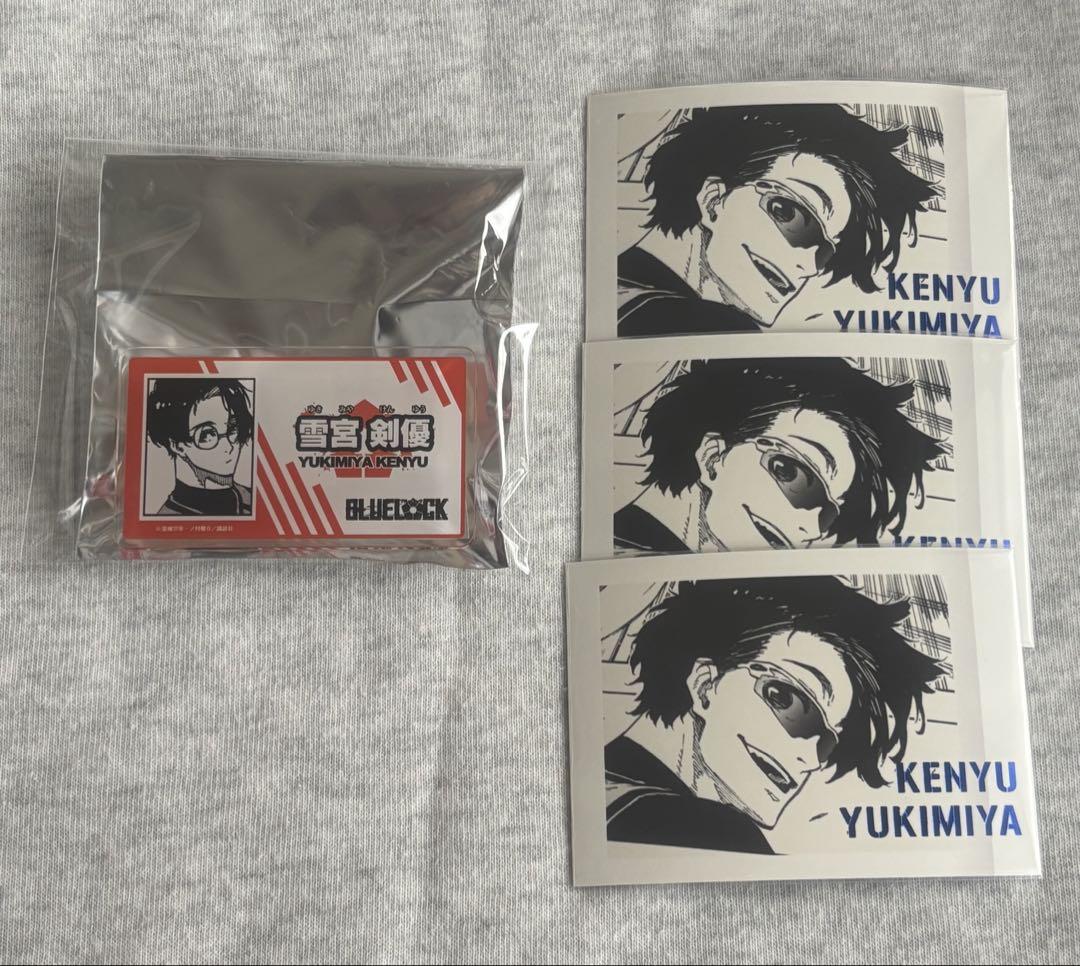 ゆき みや けん ゆう
雪宮 剣優
YUKIMIYA KENYU
BLUELOCK
KENYU
YUKIMIYA
KENYU
KENYU
YUKIMIYA